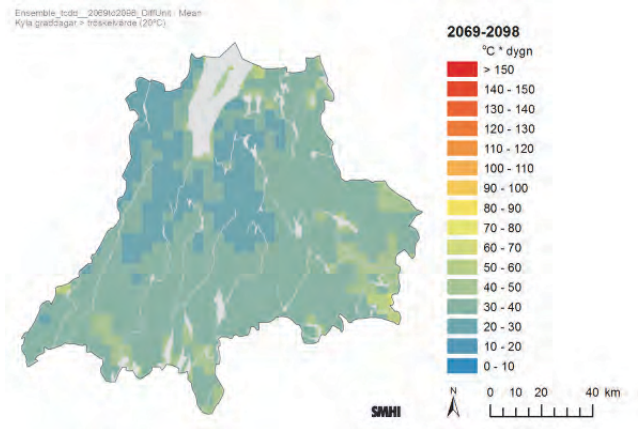 Ensemble_tcdd__2069to2098_DiffUnit : Mean
Kyla graddagar > tröskelvärde (20°C)
2069-2098
°C * dygn
> 150
140 - 150
130 - 140
120 - 130
110 - 120
100 - 110
90 - 100
80 - 90
70 - 80
60 - 70
50 - 60
40 - 50
30 - 40
20 - 30
10 - 20
0 - 10
SMHI
N
0 10 20 40 km